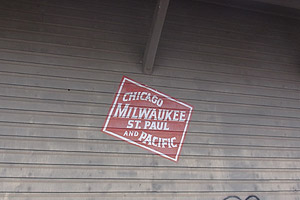 CHICAGO
MILWAUKEE
ST. PAUL
AND PACIFIC